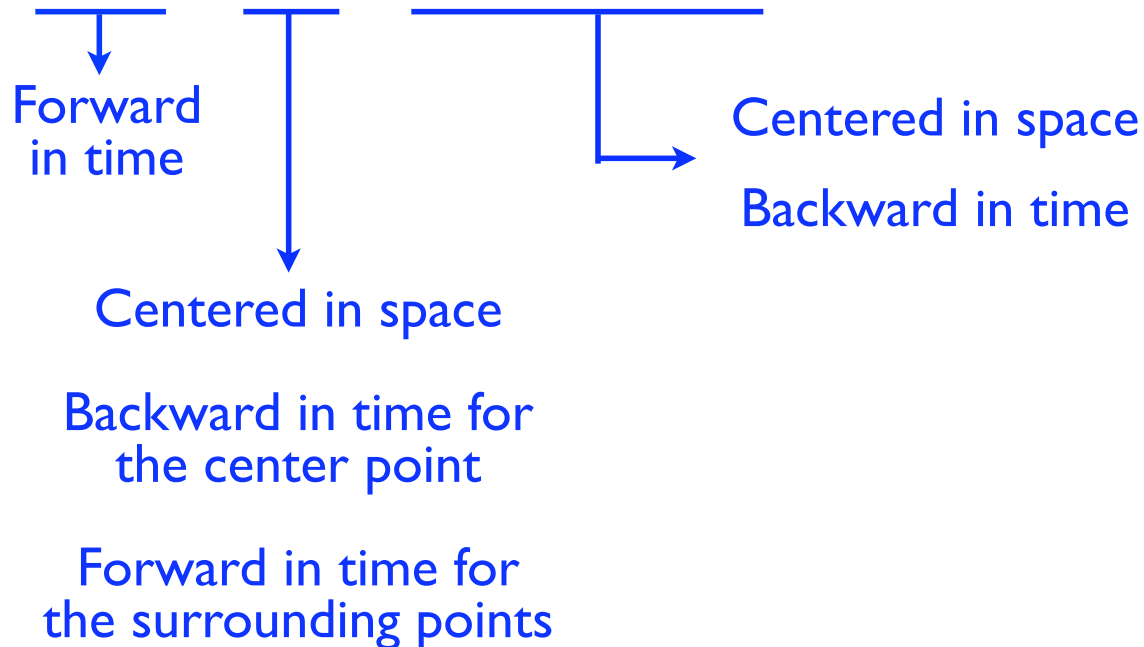 Forward
in time
Centered in space
Backward in time
Centered in space
Backward in time for
the center point
Forward in time for
the surrounding points